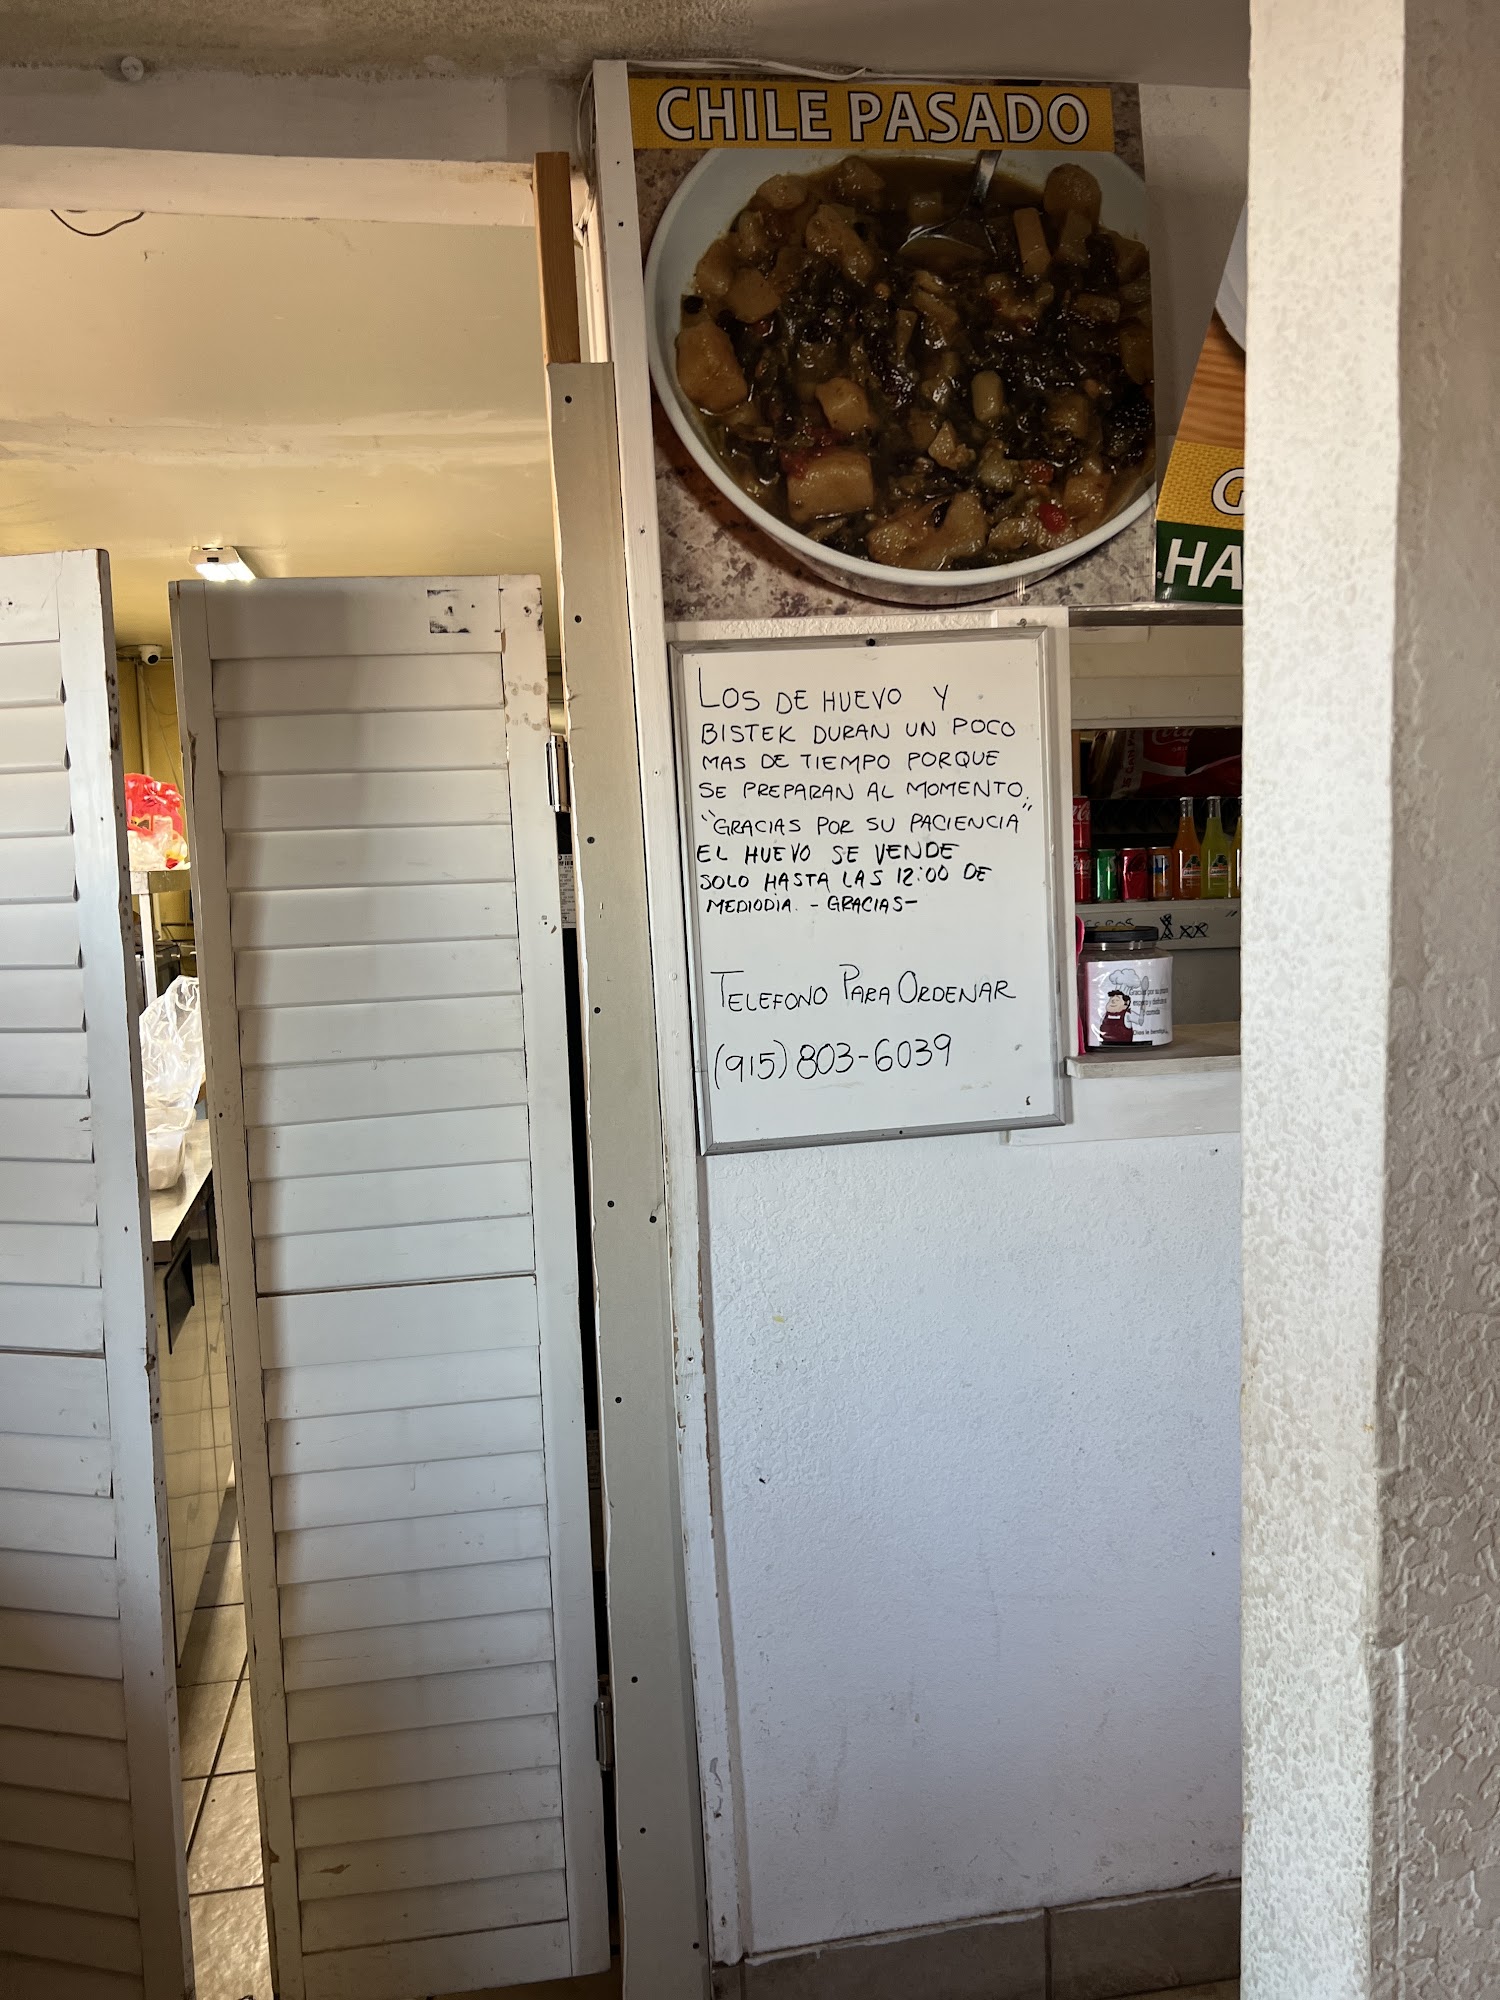 CHILE PASADO
G
HA
LOS DE HUEVO Y
BISTEK DURAN UN POCO
MAS DE TIEMPO PORQUE
SE PREPARAN AL MOMENTO.
"GRACIAS POR SU PACIENCIA"
EL HUEVO SE VENDE
SOLO HASTA LAS 12:00 DE
MEDIODIA. - GRACIAS-
TELEFONO PARA ORDENAR
(915) 803-6039